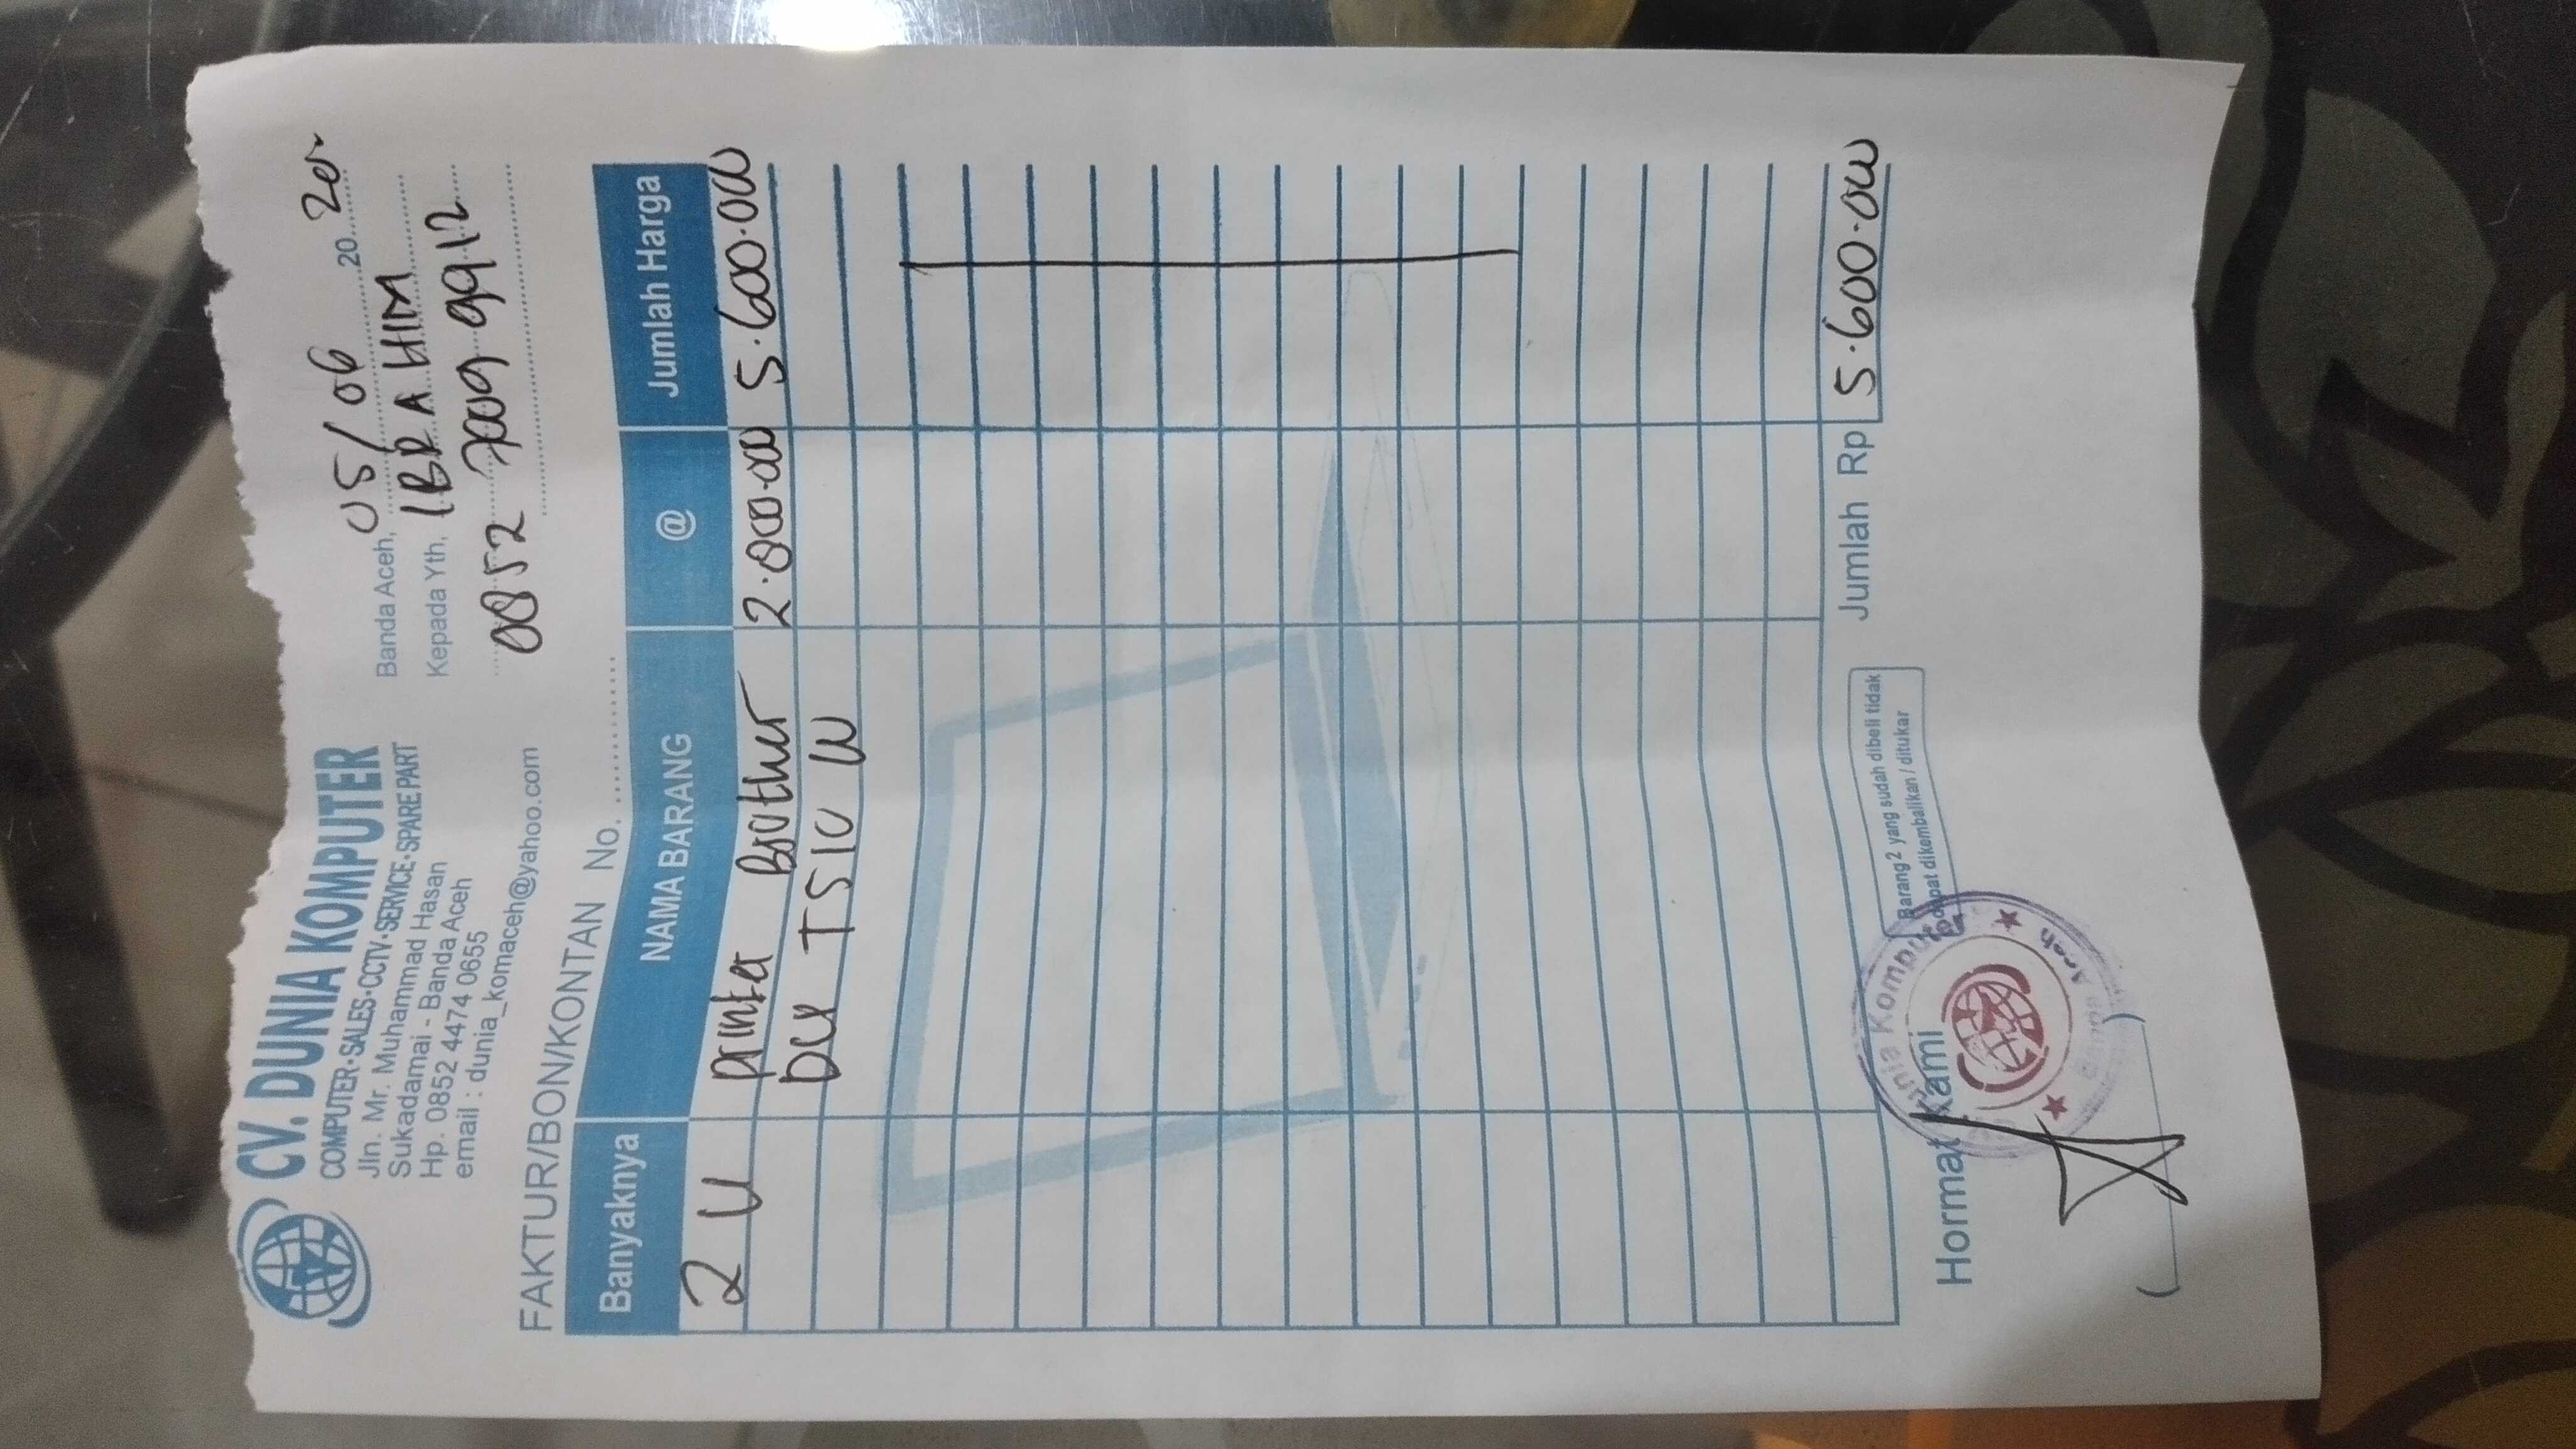 CV. DUNIA KOMPUTER
COMPUTER•SALES•CCTV•SERVICE•SPARE PART
Jln. Mr. Muhammad Hasan
Sukadamai - Banda Aceh
Hp. 0852 4474 0655
email : dunia_komaceh@yahoo.com
Banda Aceh, 05/06 20
Kepada Yth, IBRAHIM
0852 7009 9912
FAKTUR/BON/KONTAN No.
Banyaknya NAMA BARANG @ Jumlah Harga
2 U printer Brother 2.800.000 5.600.000
DCP T510 W
Jumlah Rp 5.600.000
Barang2 yang sudah dibeli tidak
dapat dikembalikan / ditukar
Hormat Kami
Dunia Komputer
Banda Aceh